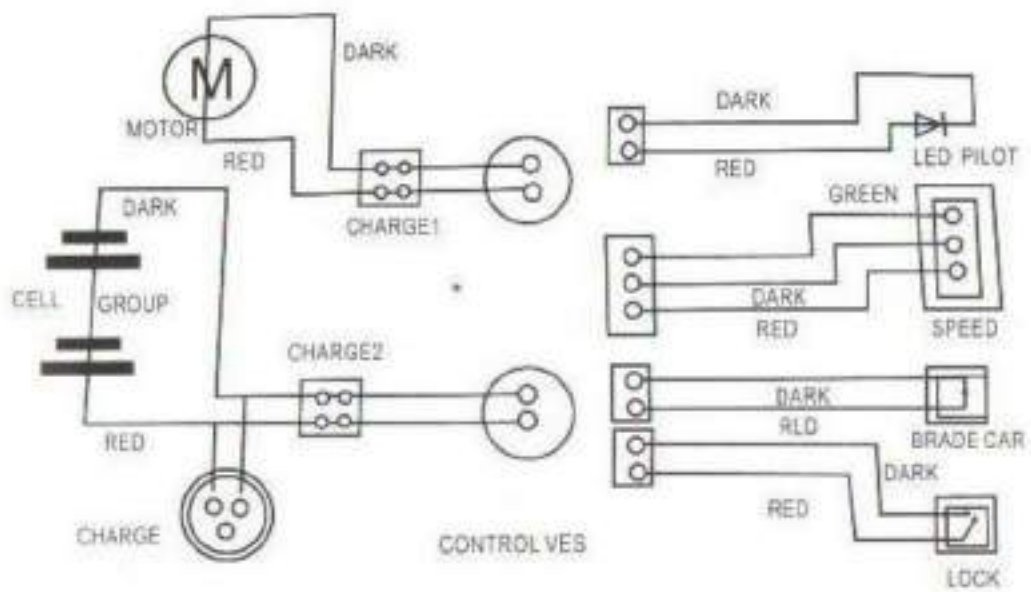 DARK
M
MOTOR
RED
CHARGE1
DARK
CELL GROUP
CHARGE2
RED
CHARGE
CONTROL VES
DARK
RED
LED PILOT
GREEN
DARK
RED
SPEED
DARK
RLD
BRADE CAR
DARK
RED
LOCK